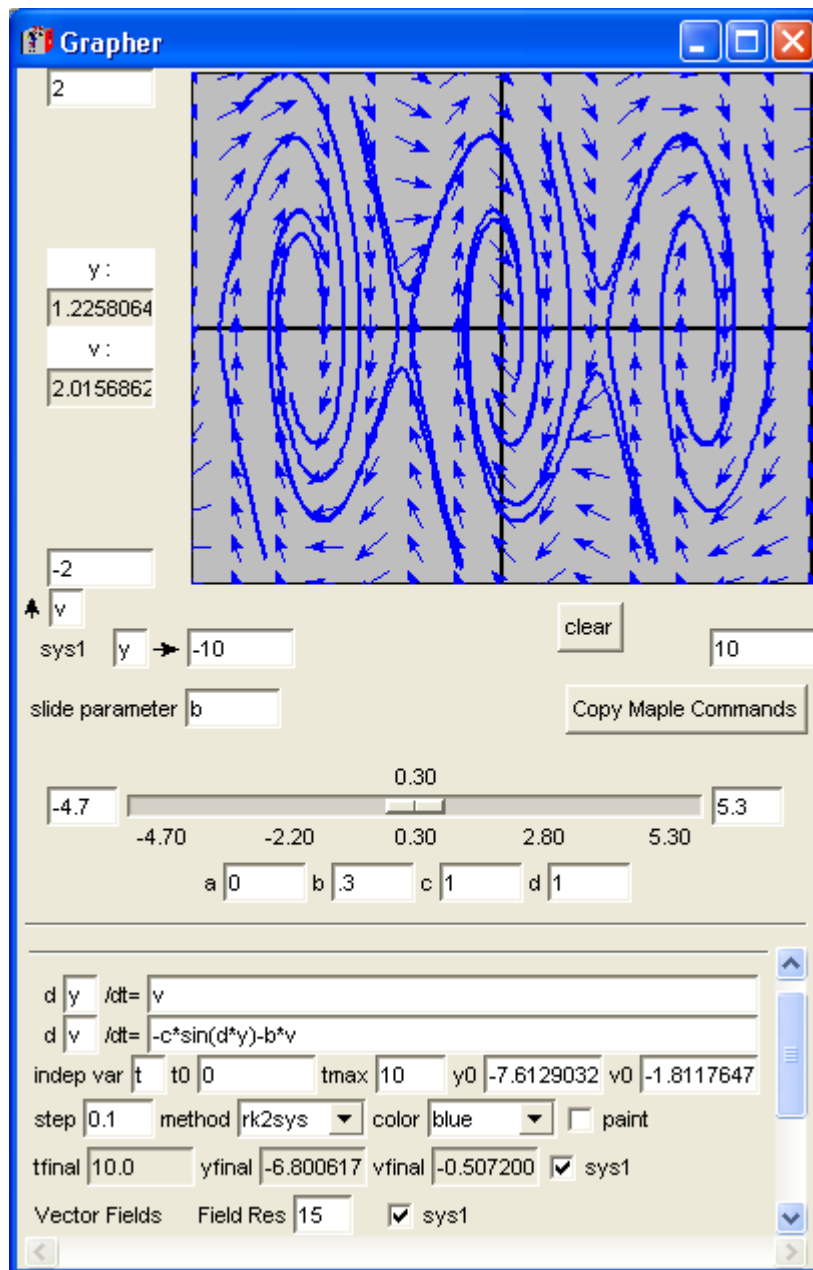 Grapher
2
y :
1.2258064
v :
2.0156862
-2
v
clear
sys1 y -10 10
slide parameter b Copy Maple Commands
0.30
-4.7 5.3
-4.70 -2.20 0.30 2.80 5.30
a 0 b .3 c 1 d 1
d y /dt= v
d v /dt= -c*sin(d*y)-b*v
indep var t t0 0 tmax 10 y0 -7.6129032 v0 -1.8117647
step 0.1 method rk2sys color blue paint
tfinal 10.0 yfinal -6.800617 vfinal -0.507200 sys1
Vector Fields Field Res 15 sys1